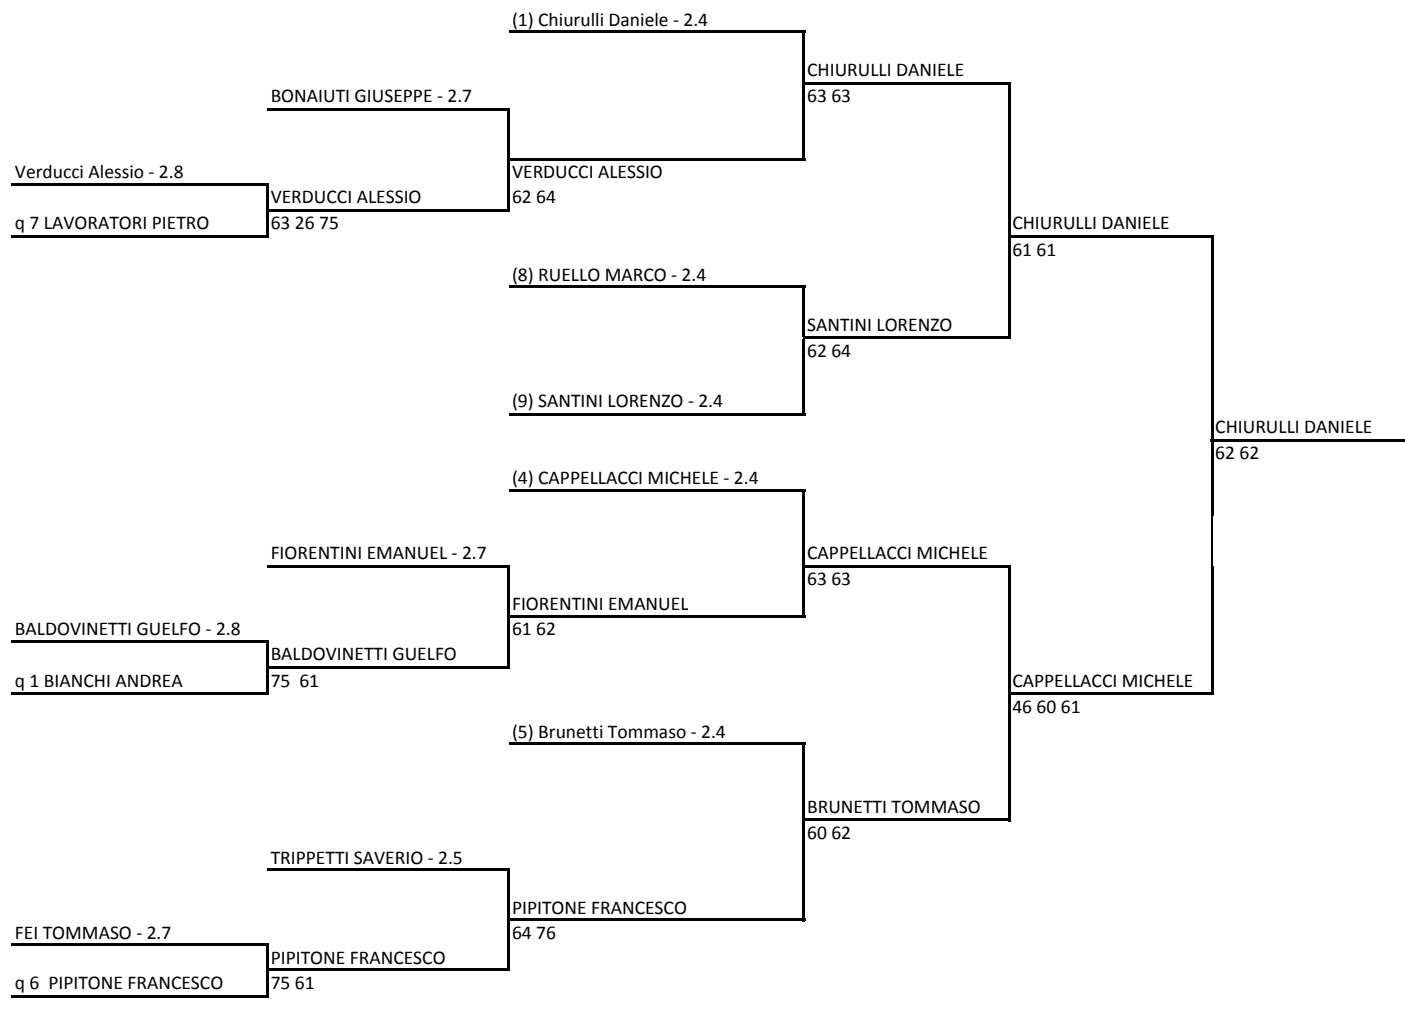 (1) Chiurulli Daniele - 2.4
CHIURULLI DANIELE
63 63
BONAIUTI GIUSEPPE - 2.7
Verducci Alessio - 2.8
VERDUCCI ALESSIO
62 64
VERDUCCI ALESSIO
63 26 75
q 7 LAVORATORI PIETRO
CHIURULLI DANIELE
61 61
(8) RUELLO MARCO - 2.4
SANTINI LORENZO
62 64
(9) SANTINI LORENZO - 2.4
CHIURULLI DANIELE
62 62
(4) CAPPELLACCI MICHELE - 2.4
FIORENTINI EMANUEL - 2.7
CAPPELLACCI MICHELE
63 63
FIORENTINI EMANUEL
61 62
BALDOVINETTI GUELFO - 2.8
BALDOVINETTI GUELFO
75  61
q 1 BIANCHI ANDREA
CAPPELLACCI MICHELE
46 60 61
(5) Brunetti Tommaso - 2.4
BRUNETTI TOMMASO
60 62
TRIPPETTI SAVERIO - 2.5
PIPITONE FRANCESCO
64 76
FEI TOMMASO - 2.7
PIPITONE FRANCESCO
75 61
q 6  PIPITONE FRANCESCO